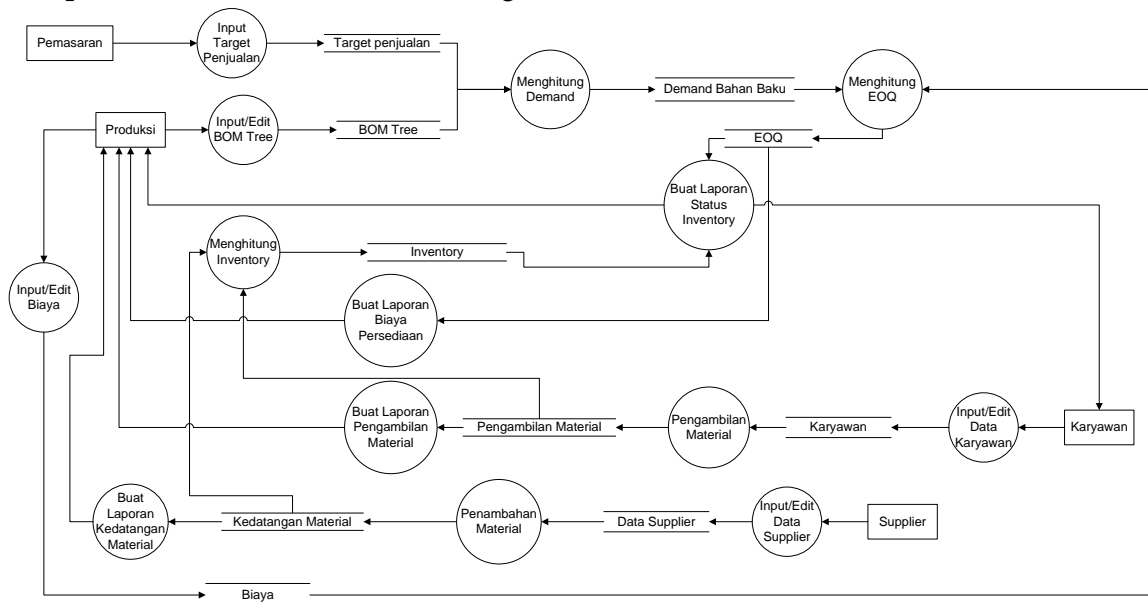 Pemasaran
Input
Target
Penjualan
Target penjualan
Menghitung
Demand
Demand Bahan Baku
Menghitung
EOQ
Produksi
Input/Edit
BOM Tree
BOM Tree
EOQ
Buat Laporan
Status
Inventory
Menghitung
Inventory
Inventory
Input/Edit
Biaya
Buat Laporan
Biaya
Persediaan
Buat Laporan
Pengambilan
Material
Pengambilan Material
Pengambilan
Material
Karyawan
Input/Edit
Data
Karyawan
Karyawan
Buat
Laporan
Kedatangan
Material
Kedatangan Material
Penambahan
Material
Data Supplier
Input/Edit
Data
Supplier
Supplier
Biaya